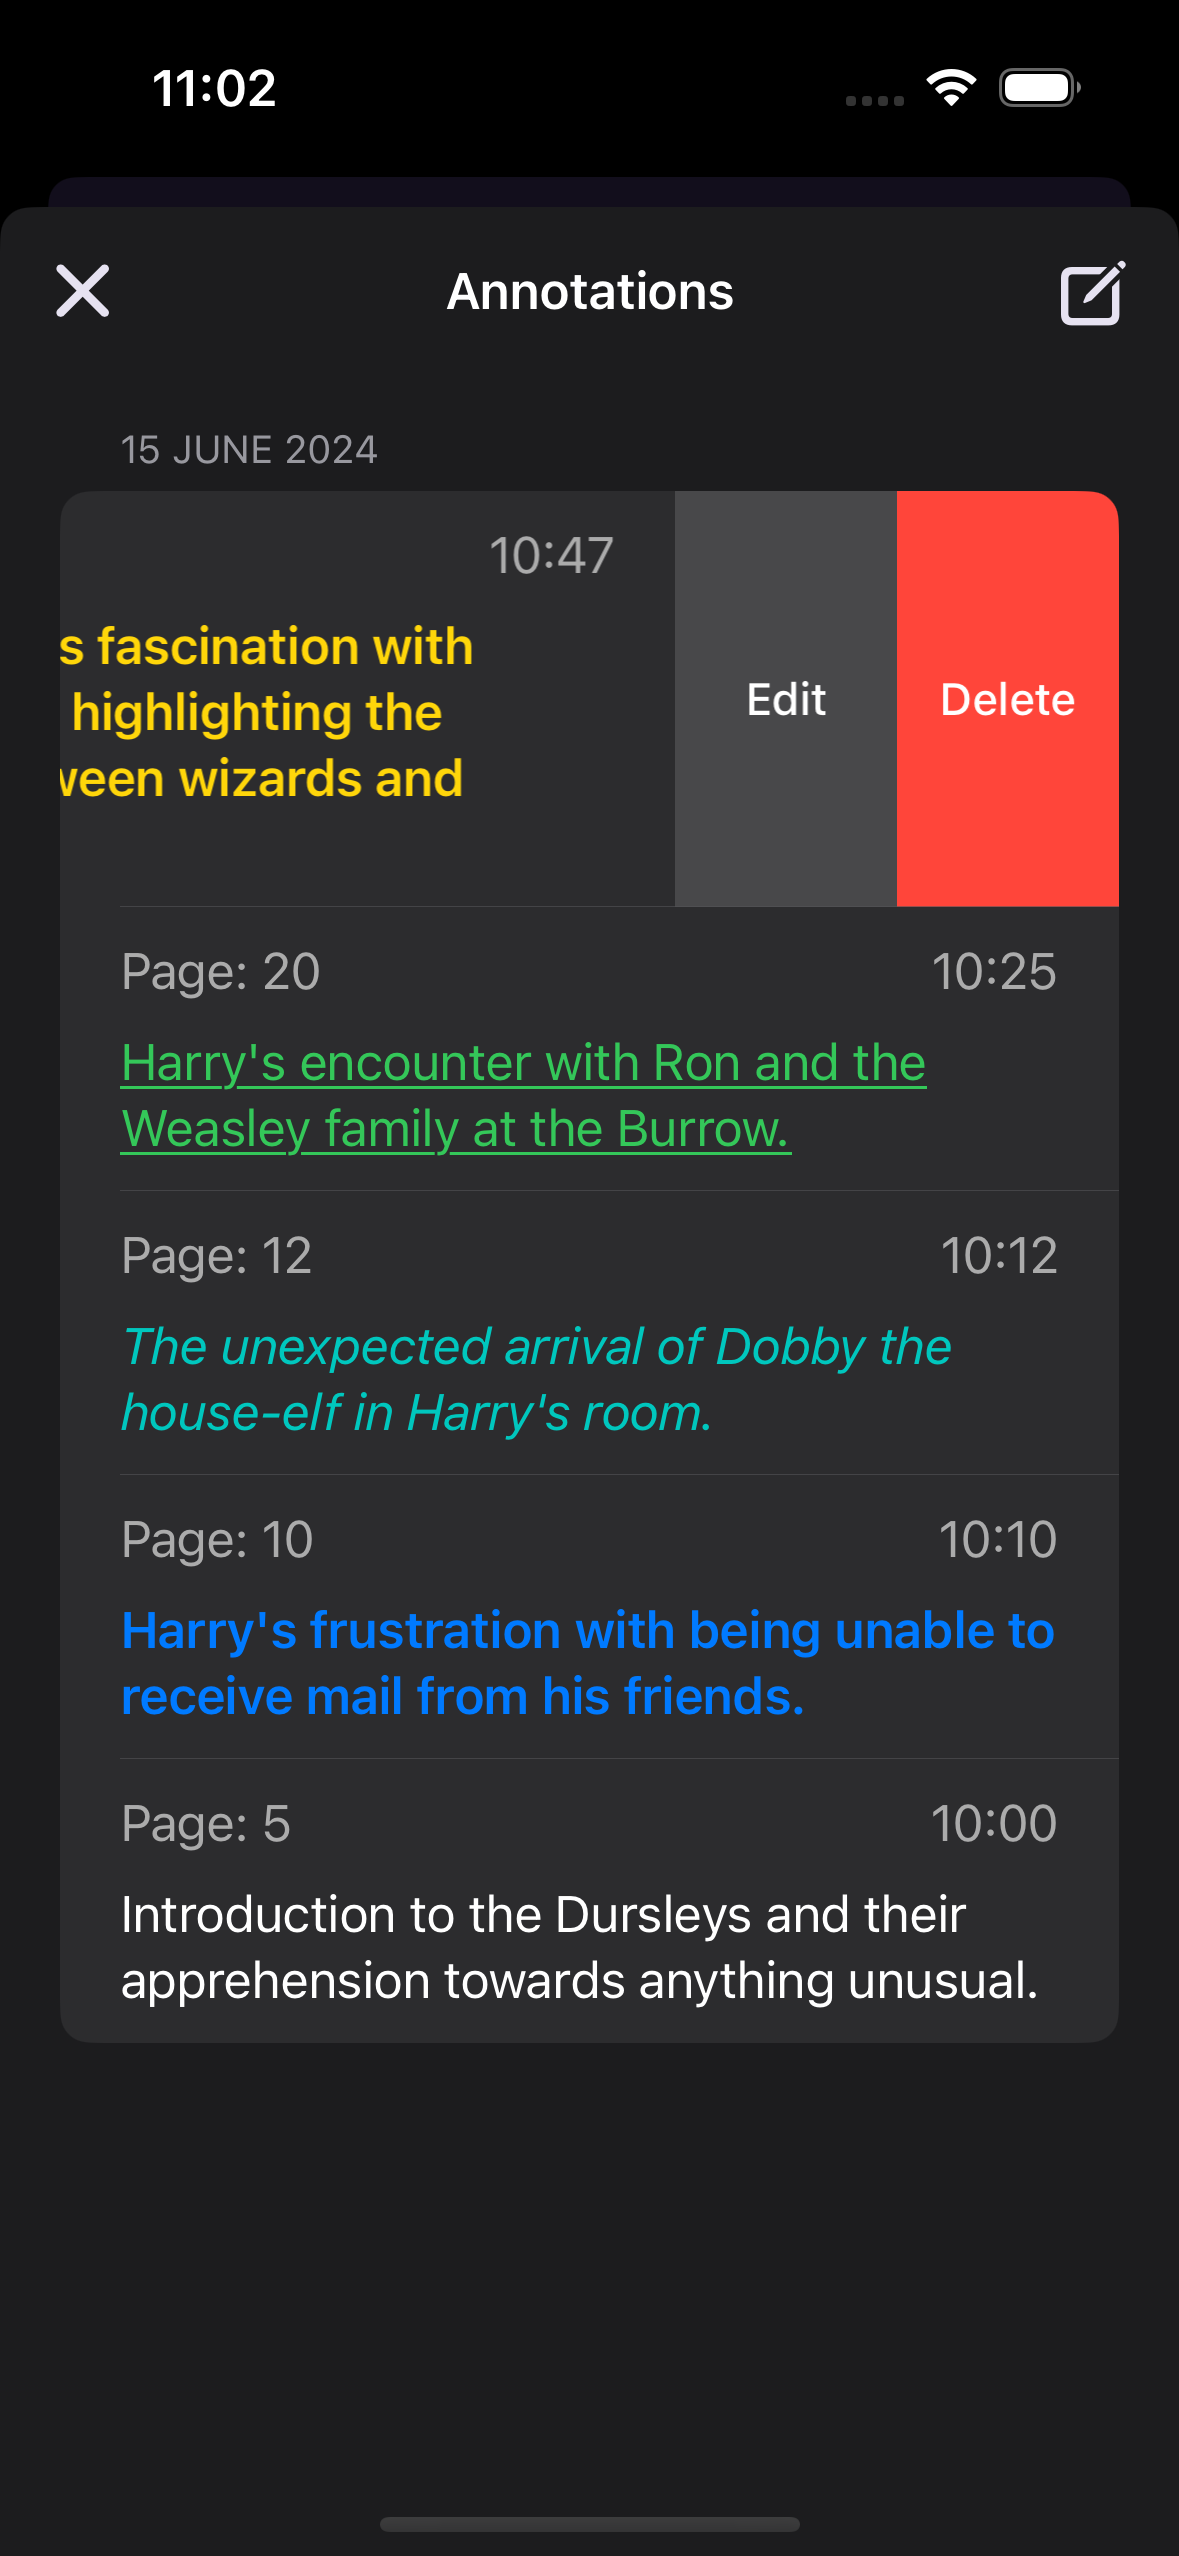 11:02
Annotations
15 JUNE 2024
10:47
s fascination with
highlighting the
ween wizards and
Edit
Delete
Page: 20
10:25
Harry's encounter with Ron and the
Weasley family at the Burrow.
Page: 12
10:12
The unexpected arrival of Dobby the
house-elf in Harry's room.
Page: 10
10:10
Harry's frustration with being unable to
receive mail from his friends.
Page: 5
10:00
Introduction to the Dursleys and their
apprehension towards anything unusual.